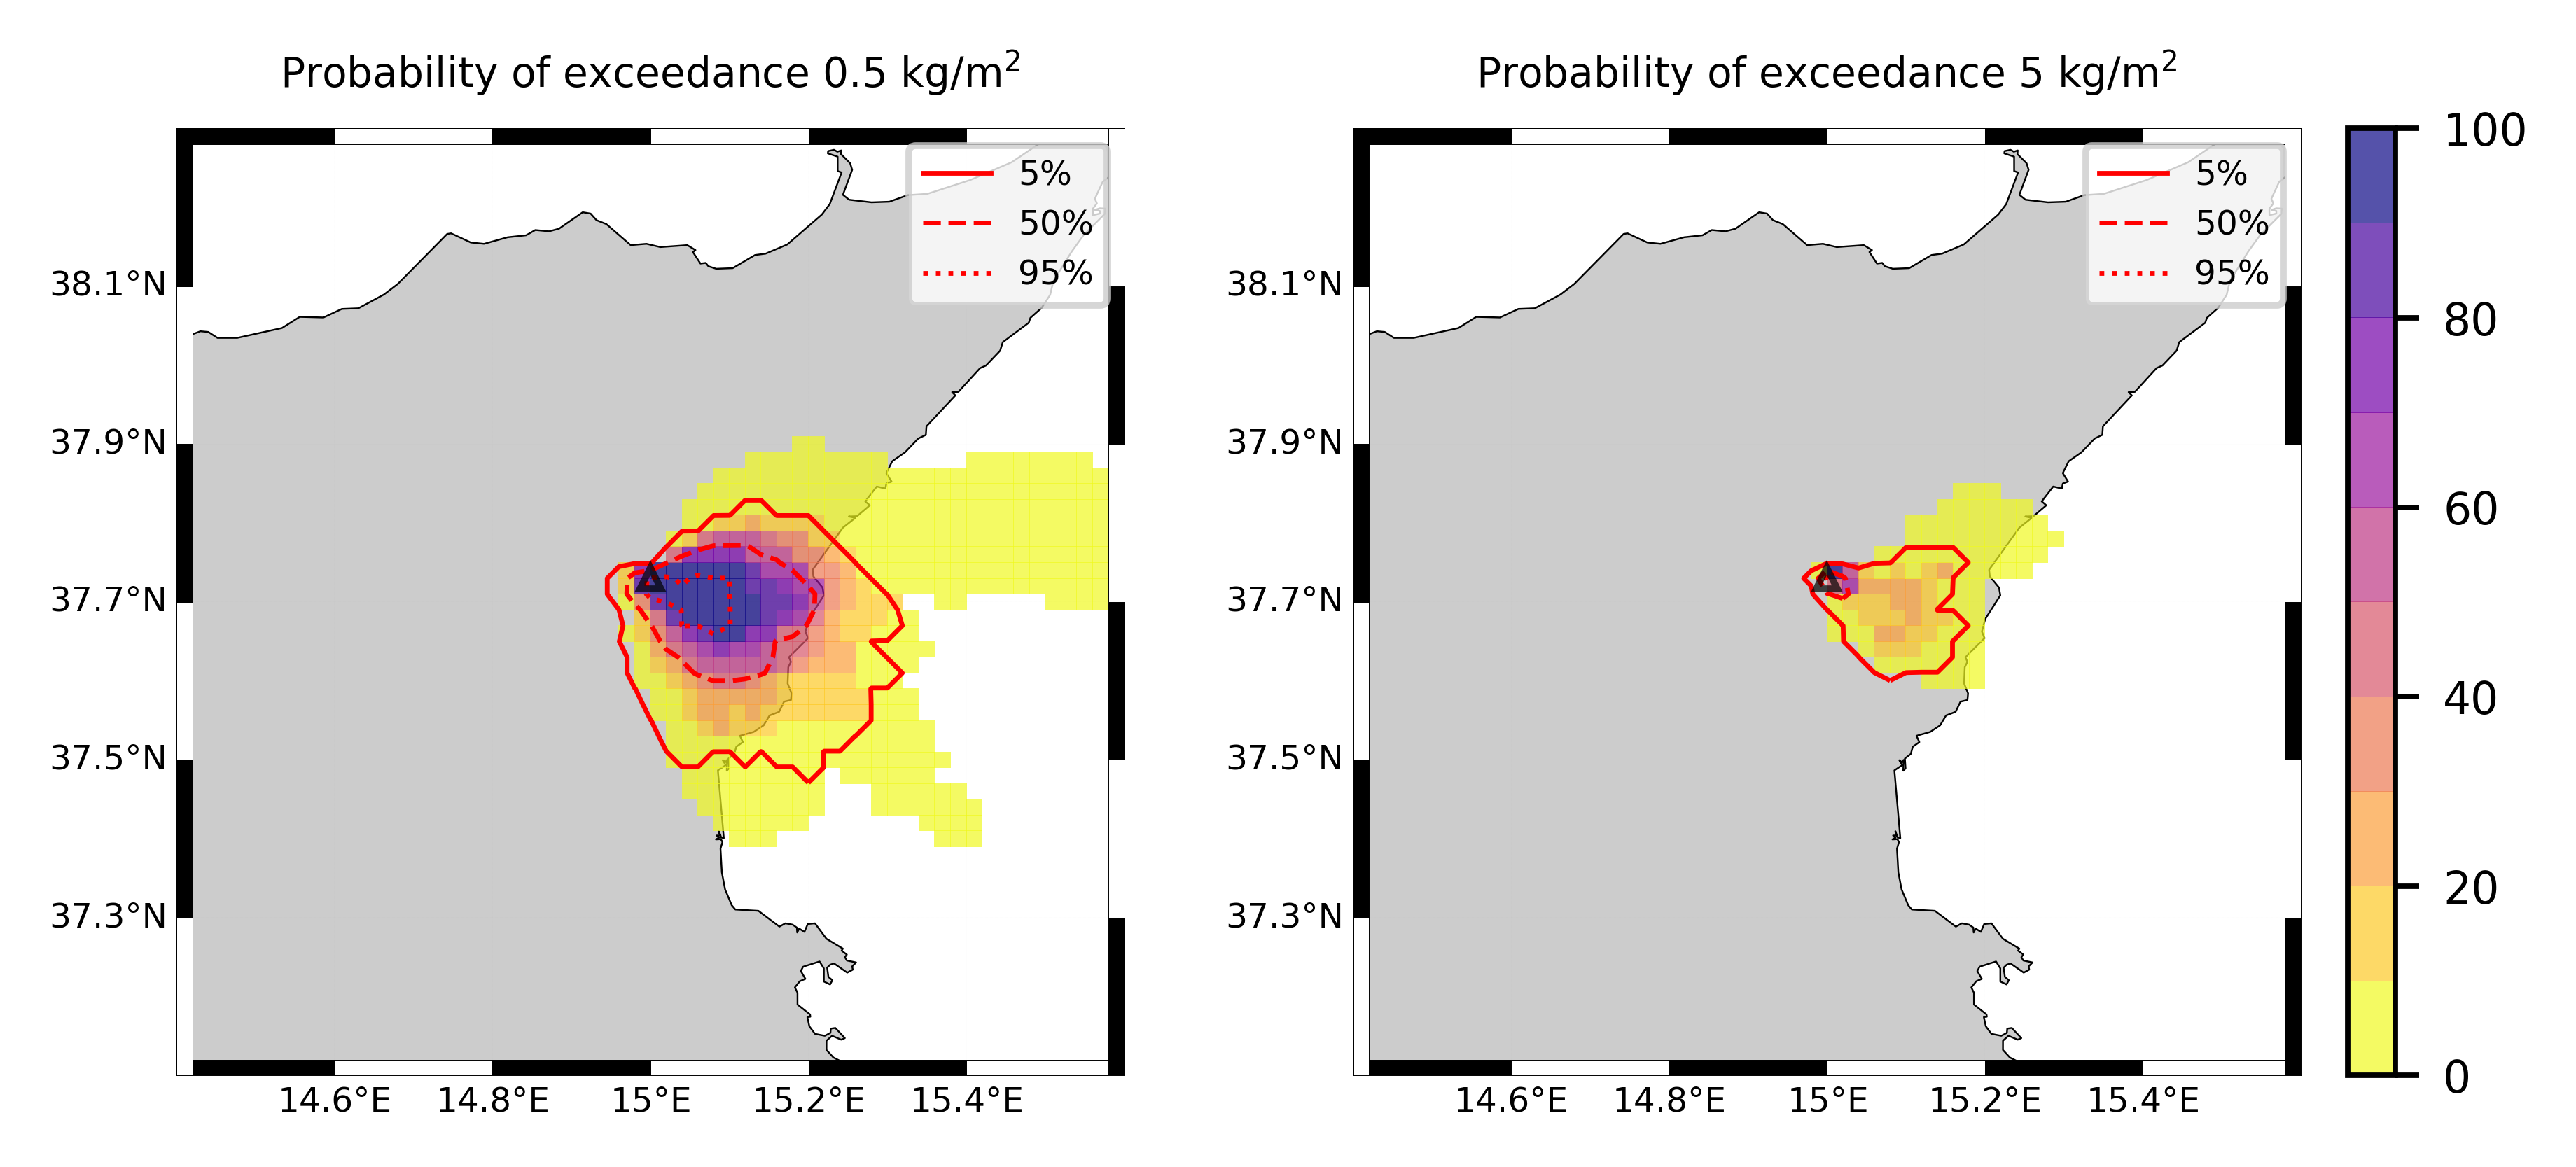 Probability of exceedance 0.5 kg/m²
5%
50%
95%
38.1°N
37.9°N
37.7°N
37.5°N
37.3°N
14.6°E 14.8°E 15°E 15.2°E 15.4°E
Probability of exceedance 5 kg/m²
5%
50%
95%
38.1°N
37.9°N
37.7°N
37.5°N
37.3°N
14.6°E 14.8°E 15°E 15.2°E 15.4°E
100
80
60
40
20
0